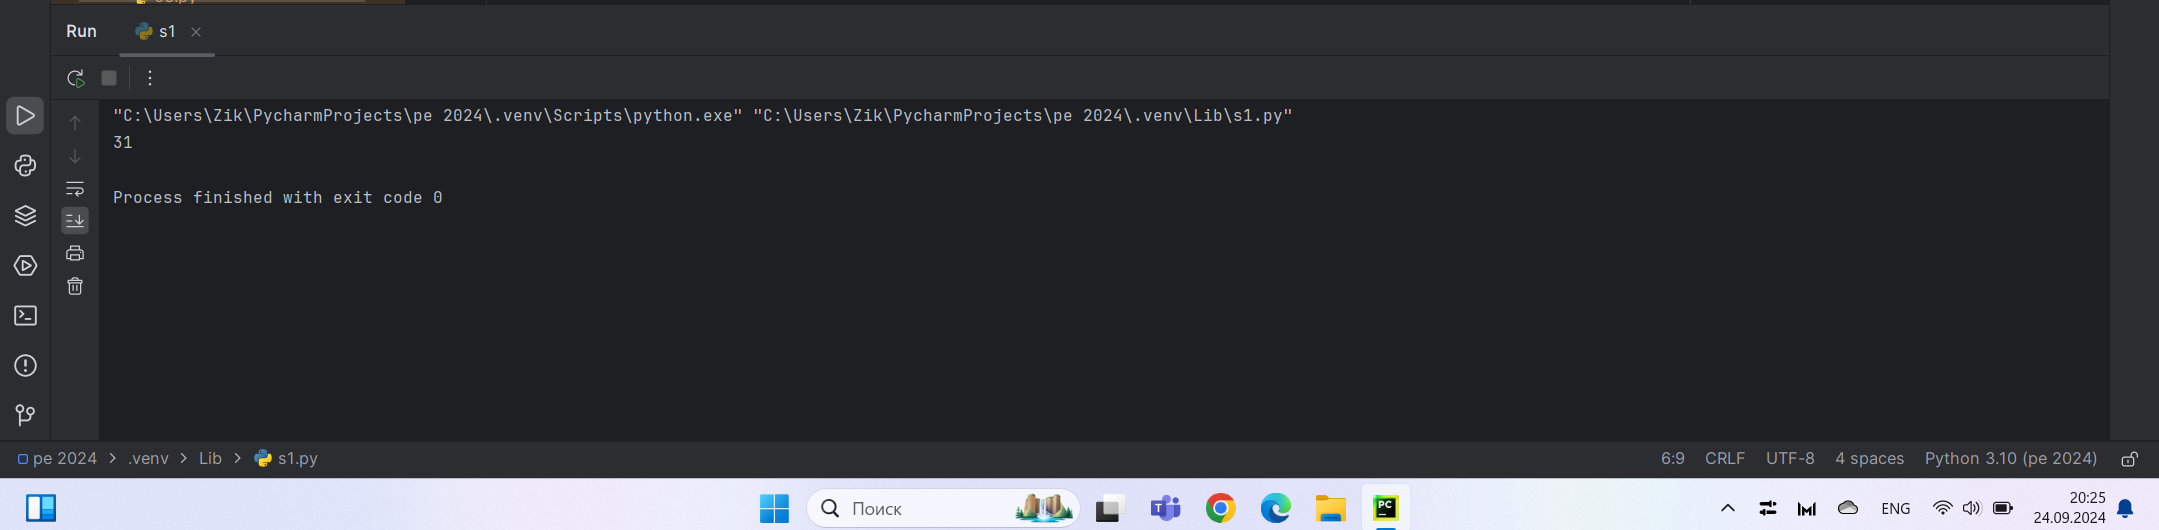 Run s1
"C:\Users\Zik\PycharmProjects\pe 2024\.venv\Scripts\python.exe" "C:\Users\Zik\PycharmProjects\pe 2024\.venv\Lib\s1.py"
31
Process finished with exit code 0
pe 2024 > .venv > Lib > s1.py 6:9 CRLF UTF-8 4 spaces Python 3.10 (pe 2024)
Поиск PC ENG 20:25
24.09.2024